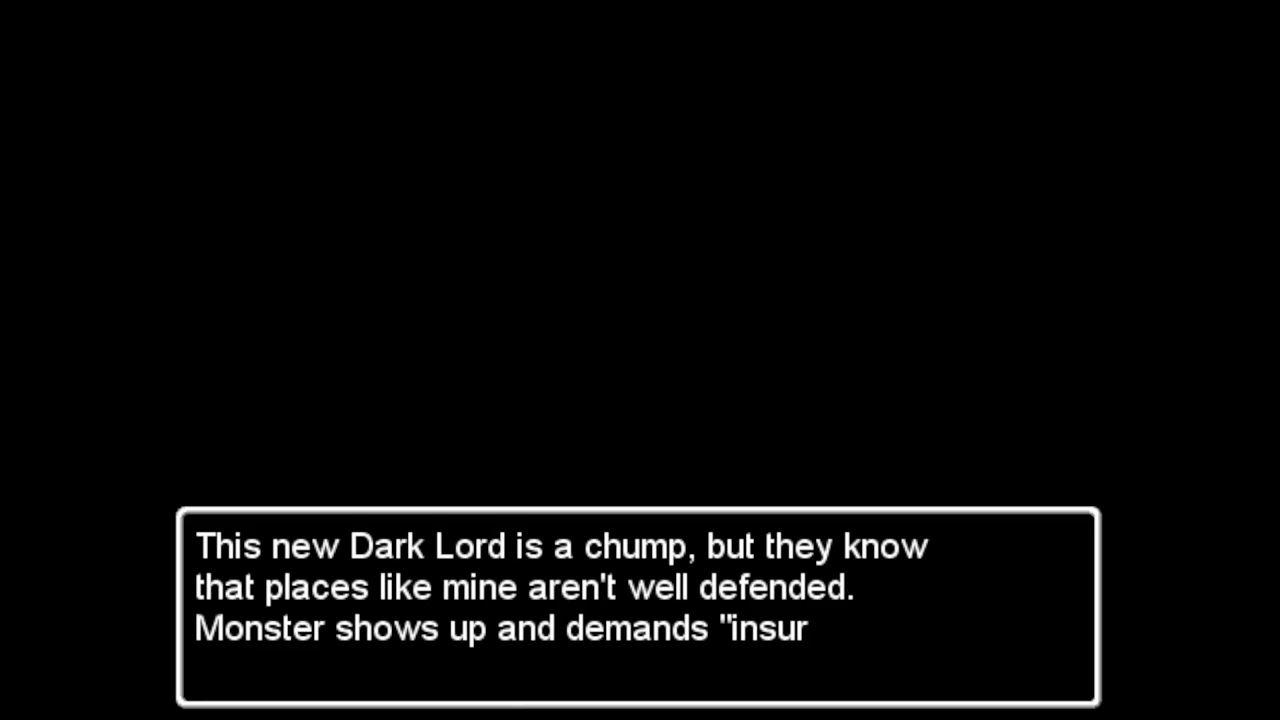 This new Dark Lord is a chump, but they know
that places like mine aren't well defended.
Monster shows up and demands "insur